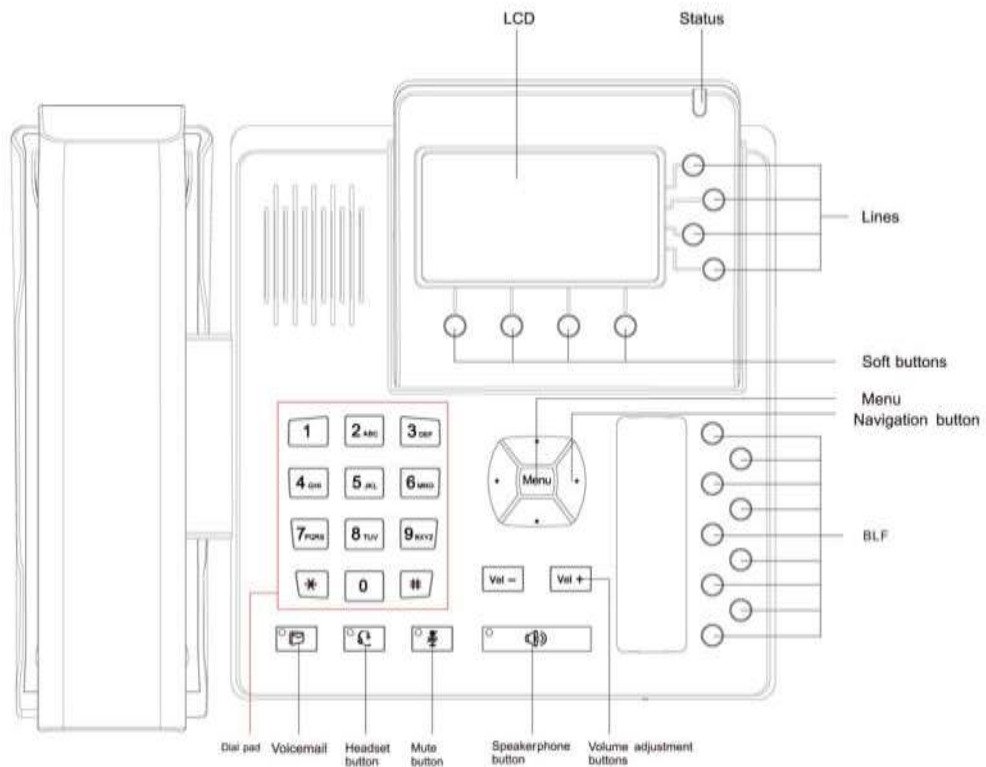 LCD
Status
Lines
Soft buttons
Menu
Navigation button
1
2 ABC
3 DEF
Menu
4 GHI
5 JKL
6 MNO
7 PQRS
8 TUV
9 WXYZ
BLF
* 0 #
Vol −
Vol +
Dial pad
Voicemail
Headset
button
Mute
button
Speakerphone
button
Volume adjustment
buttons